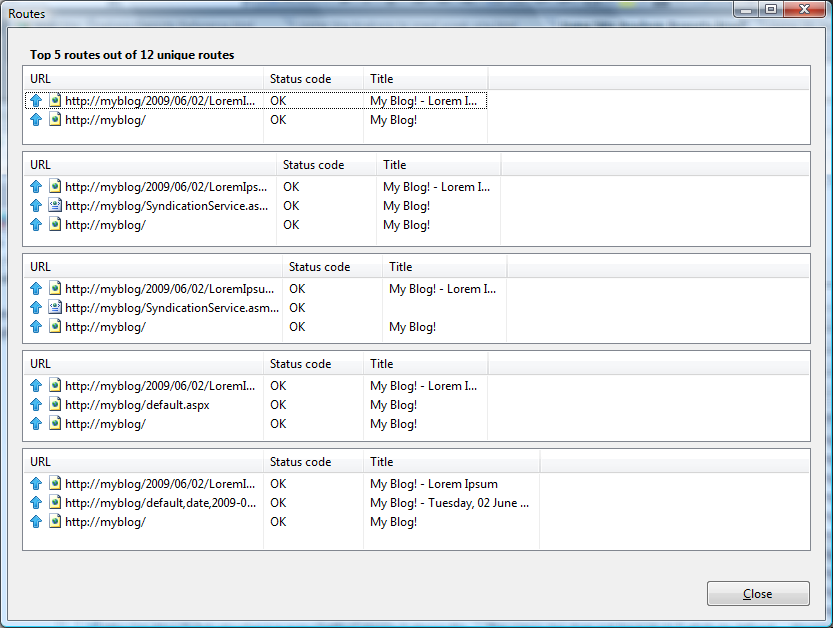 Routes
Top 5 routes out of 12 unique routes
URL Status code Title
http://myblog/2009/06/02/LoremI... OK My Blog! - Lorem I...
http://myblog/ OK My Blog!
URL Status code Title
http://myblog/2009/06/02/LoremIps... OK My Blog! - Lorem I...
http://myblog/SyndicationService.as... OK My Blog!
http://myblog/ OK My Blog!
URL Status code Title
http://myblog/2009/06/02/LoremIpsu... OK My Blog! - Lorem I...
http://myblog/SyndicationService.asm... OK
http://myblog/ OK My Blog!
URL Status code Title
http://myblog/2009/06/02/LoremI... OK My Blog! - Lorem I...
http://myblog/default.aspx OK My Blog!
http://myblog/ OK My Blog!
URL Status code Title
http://myblog/2009/06/02/LoremI... OK My Blog! - Lorem Ipsum
http://myblog/default,date,2009-0... OK My Blog! - Tuesday, 02 June ...
http://myblog/ OK My Blog!
Close